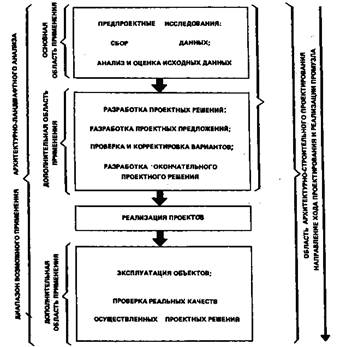 ДИАПАЗОН ВОЗМОЖНОГО ПРИМЕНЕНИЯ
АРХИТЕКТУРНО-ЛАНДШАФТНОГО АНАЛИЗА
ОСНОВНАЯ
ОБЛАСТЬ ПРИМЕНЕНИЯ
ПРЕДПРОЕКТНЫЕ ИССЛЕДОВАНИЯ:
СБОР ДАННЫХ;
АНАЛИЗ И ОЦЕНКА ИСХОДНЫХ ДАННЫХ
ДОПОЛНИТЕЛЬНАЯ ОБЛАСТЬ
ПРИМЕНЕНИЯ
РАЗРАБОТКА ПРОЕКТНЫХ РЕШЕНИЙ:
РАЗРАБОТКА ПРОЕКТНЫХ ПРЕДЛОЖЕНИЙ;
ПРОВЕРКА И КОРРЕКТИРОВКА ВАРИАНТОВ;
РАЗРАБОТКА ОКОНЧАТЕЛЬНОГО
ПРОЕКТНОГО РЕШЕНИЯ
РЕАЛИЗАЦИЯ ПРОЕКТОВ
ДОПОЛНИТЕЛЬНАЯ
ОБЛАСТЬ ПРИМЕНЕНИЯ
ЭКСПЛУАТАЦИЯ ОБЪЕКТОВ;
ПРОВЕРКА РЕАЛЬНЫХ КАЧЕСТВ
ОСУЩЕСТВЛЕННЫХ ПРОЕКТНЫХ РЕШЕНИЙ
ОБЛАСТЬ АРХИТЕКТУРНО-СТРОИТЕЛЬНОГО ПРОЕКТИРОВАНИЯ
НАПРАВЛЕНИЕ ХОДА ПРОЕКТИРОВАНИЯ И РЕАЛИЗАЦИИ ПРОМУЗЛА